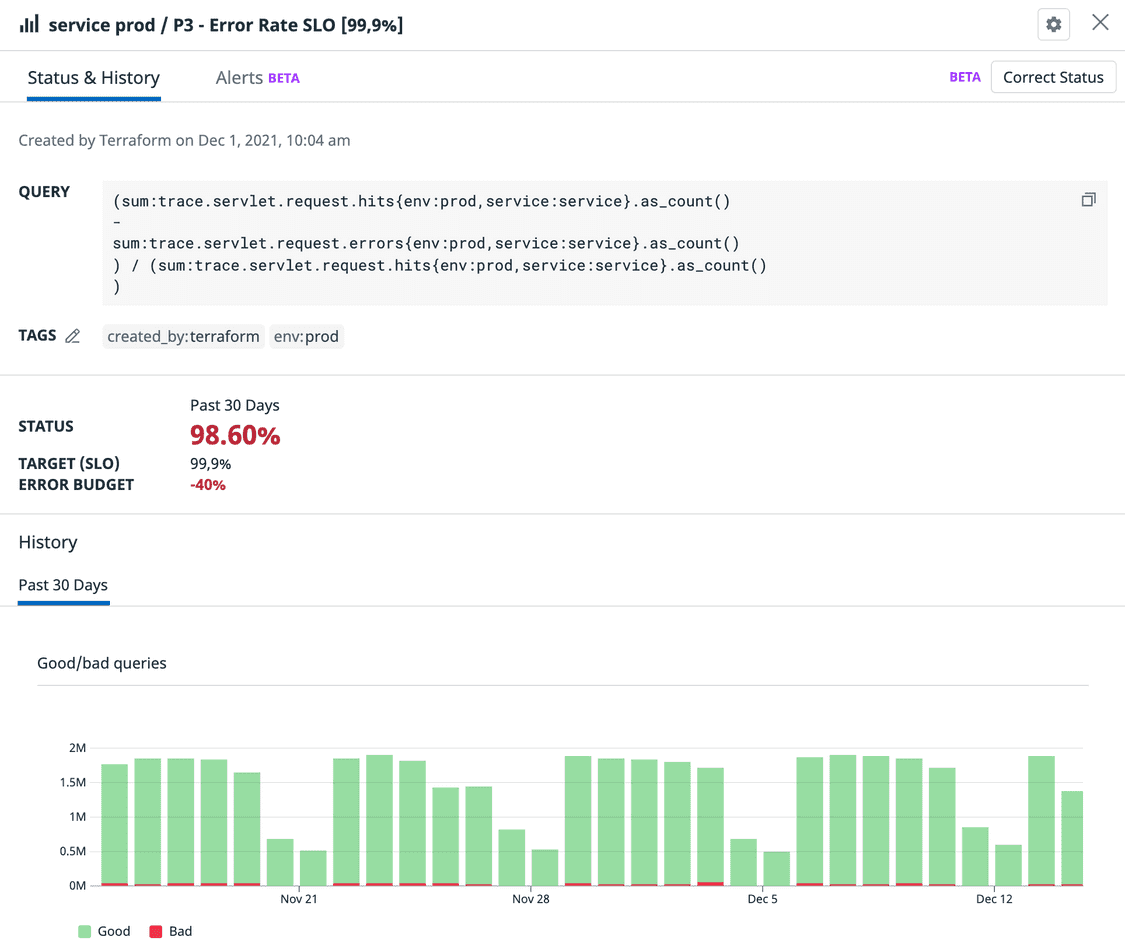 service prod / P3 - Error Rate SLO [99,9%]
Status & History
Alerts BETA
BETA
Correct Status
Created by Terraform on Dec 1, 2021, 10:04 am
QUERY
(sum:trace.servlet.request.hits{env:prod,service:service}.as_count()
-
sum:trace.servlet.request.errors{env:prod,service:service}.as_count()
) / (sum:trace.servlet.request.hits{env:prod,service:service}.as_count()
)
TAGS
created_by:terraform env:prod
Past 30 Days
STATUS 98.60%
TARGET (SLO) 99,9%
ERROR BUDGET -40%
History
Past 30 Days
Good/bad queries
2M
1.5M
1M
0.5M
0M
Nov 21 Nov 28 Dec 5 Dec 12
Good Bad